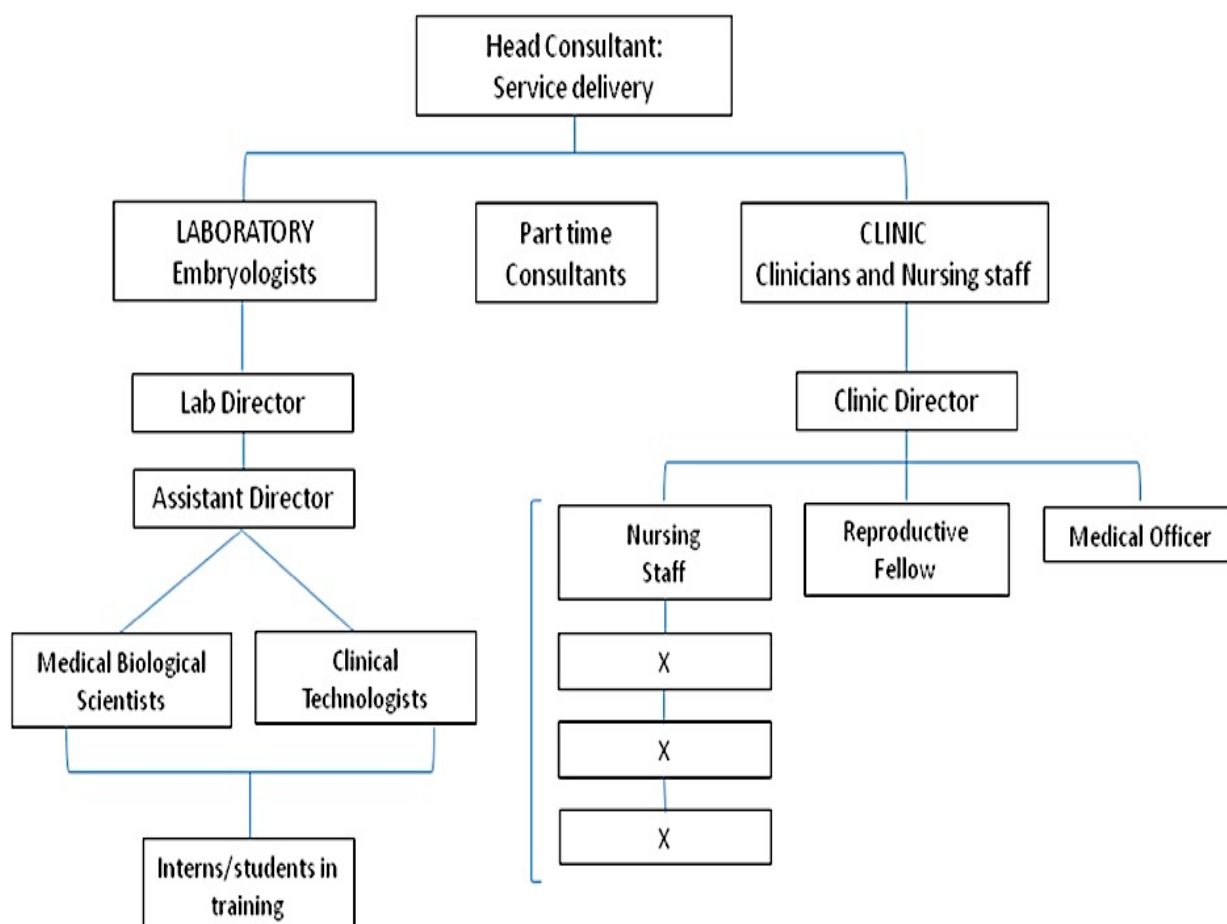 Head Consultant:
Service delivery
LABORATORY
Embryologists
Part time
Consultants
CLINIC
Clinicians and Nursing staff
Lab Director
Clinic Director
Assistant Director
Nursing
Staff
Reproductive
Fellow
Medical Officer
Medical Biological
Scientists
Clinical
Technologists
X
X
X
Interns/students in
training